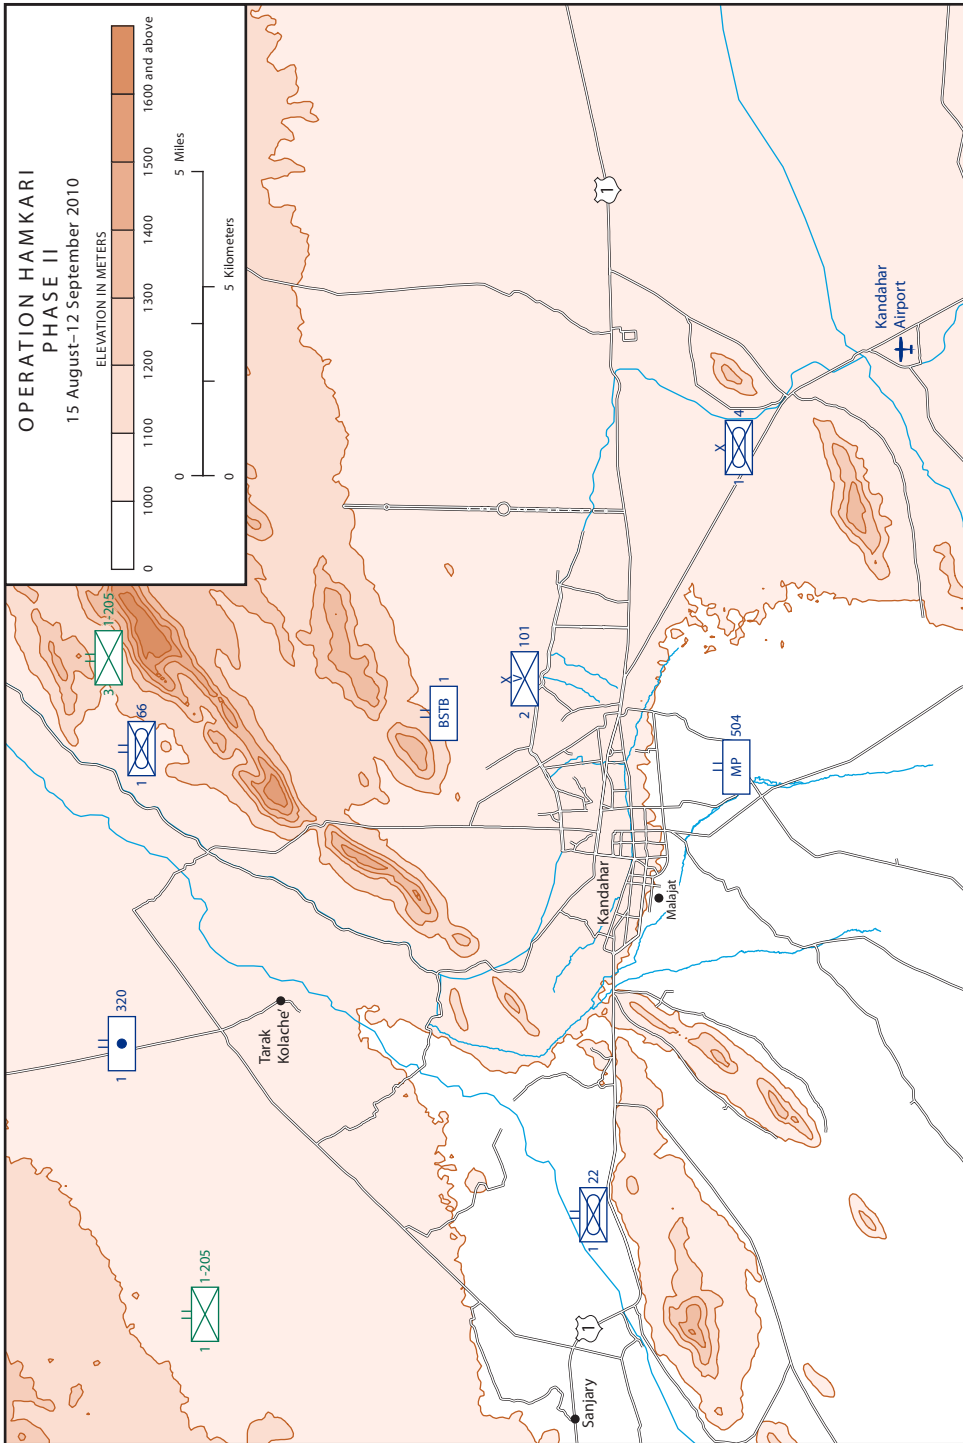 OPERATION HAMKARI
PHASE II
15 August–12 September 2010
ELEVATION IN METERS
0 1000 1100 1200 1300 1400 1500 1600 and above
0 5 Miles
0 5 Kilometers
3 1-205
1 66
1 320
1 1-205
BSTB 1
X
2 V 101
Tarak
Kolache
1
X
1 4
Kandahar
Airport
MP 504
Kandahar
Malajat
1 22
1
Sanjary